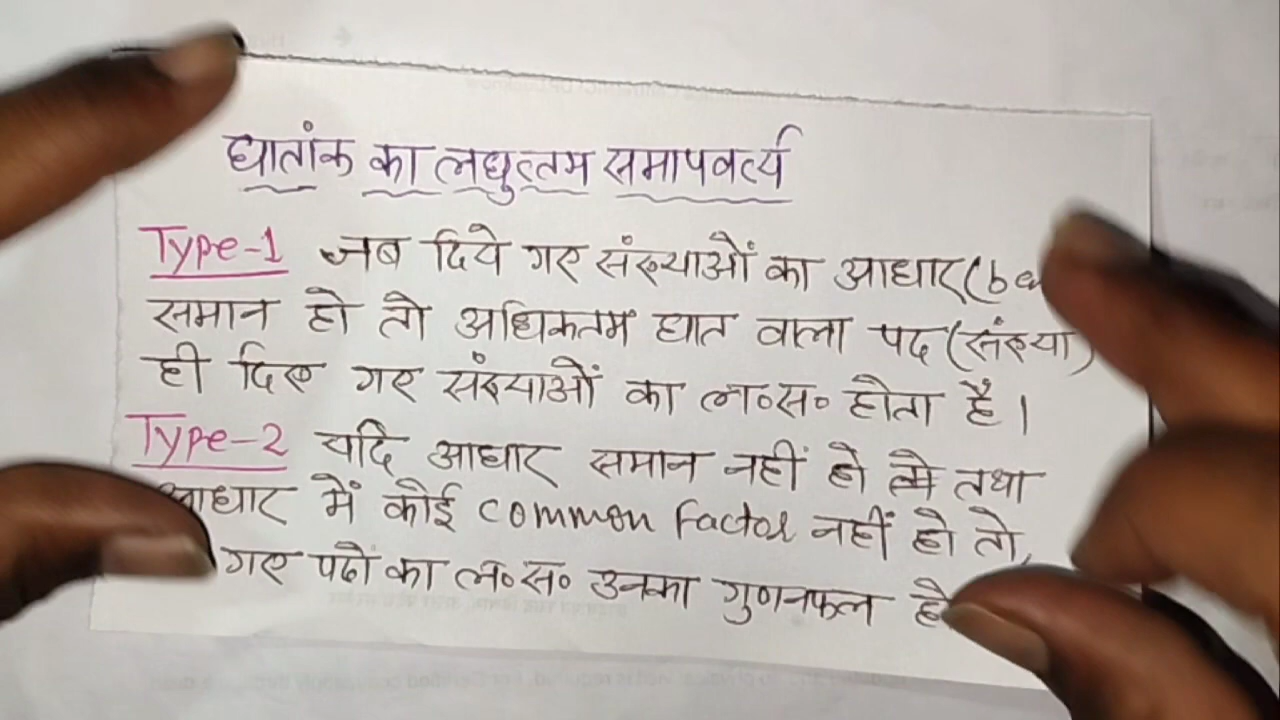 घातांक का लघुत्तम समापवर्त्य
Type-1 जब दिये गए संख्याओं का आधार
समान हो तो अधिकतम घात वाला पद (संख्या)
ही दिए गए संख्याओं का ल०स० होता है।
Type-2 यदि आधार समान नहीं हो तथा
आधार में कोई common factor नहीं हो तो,
गए पदों का ल०स० उनका गुणनफल